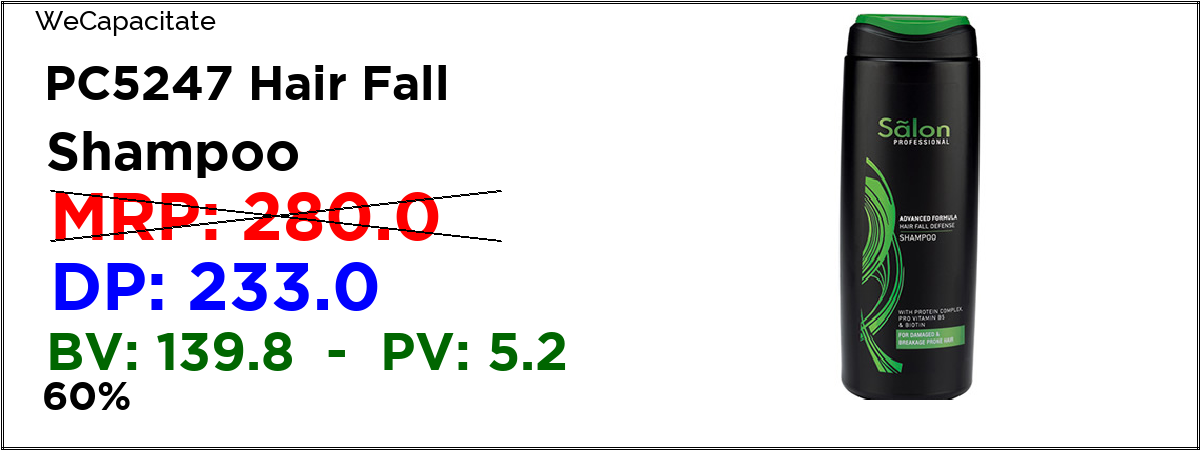 WeCapacitate
PC5247 Hair Fall
Shampoo
MRP: 280.0
DP: 233.0
BV: 139.8 - PV: 5.2
60%
Sãlon
PROFESSIONAL
ADVANCED FORMULA
HAIR FALL DEFENSE
SHAMPOO
WITH PROTEIN COMPLEX,
PRO VITAMIN B5
& BIOTIN
FOR DAMAGED &
BREAKAGE PRONE HAIR